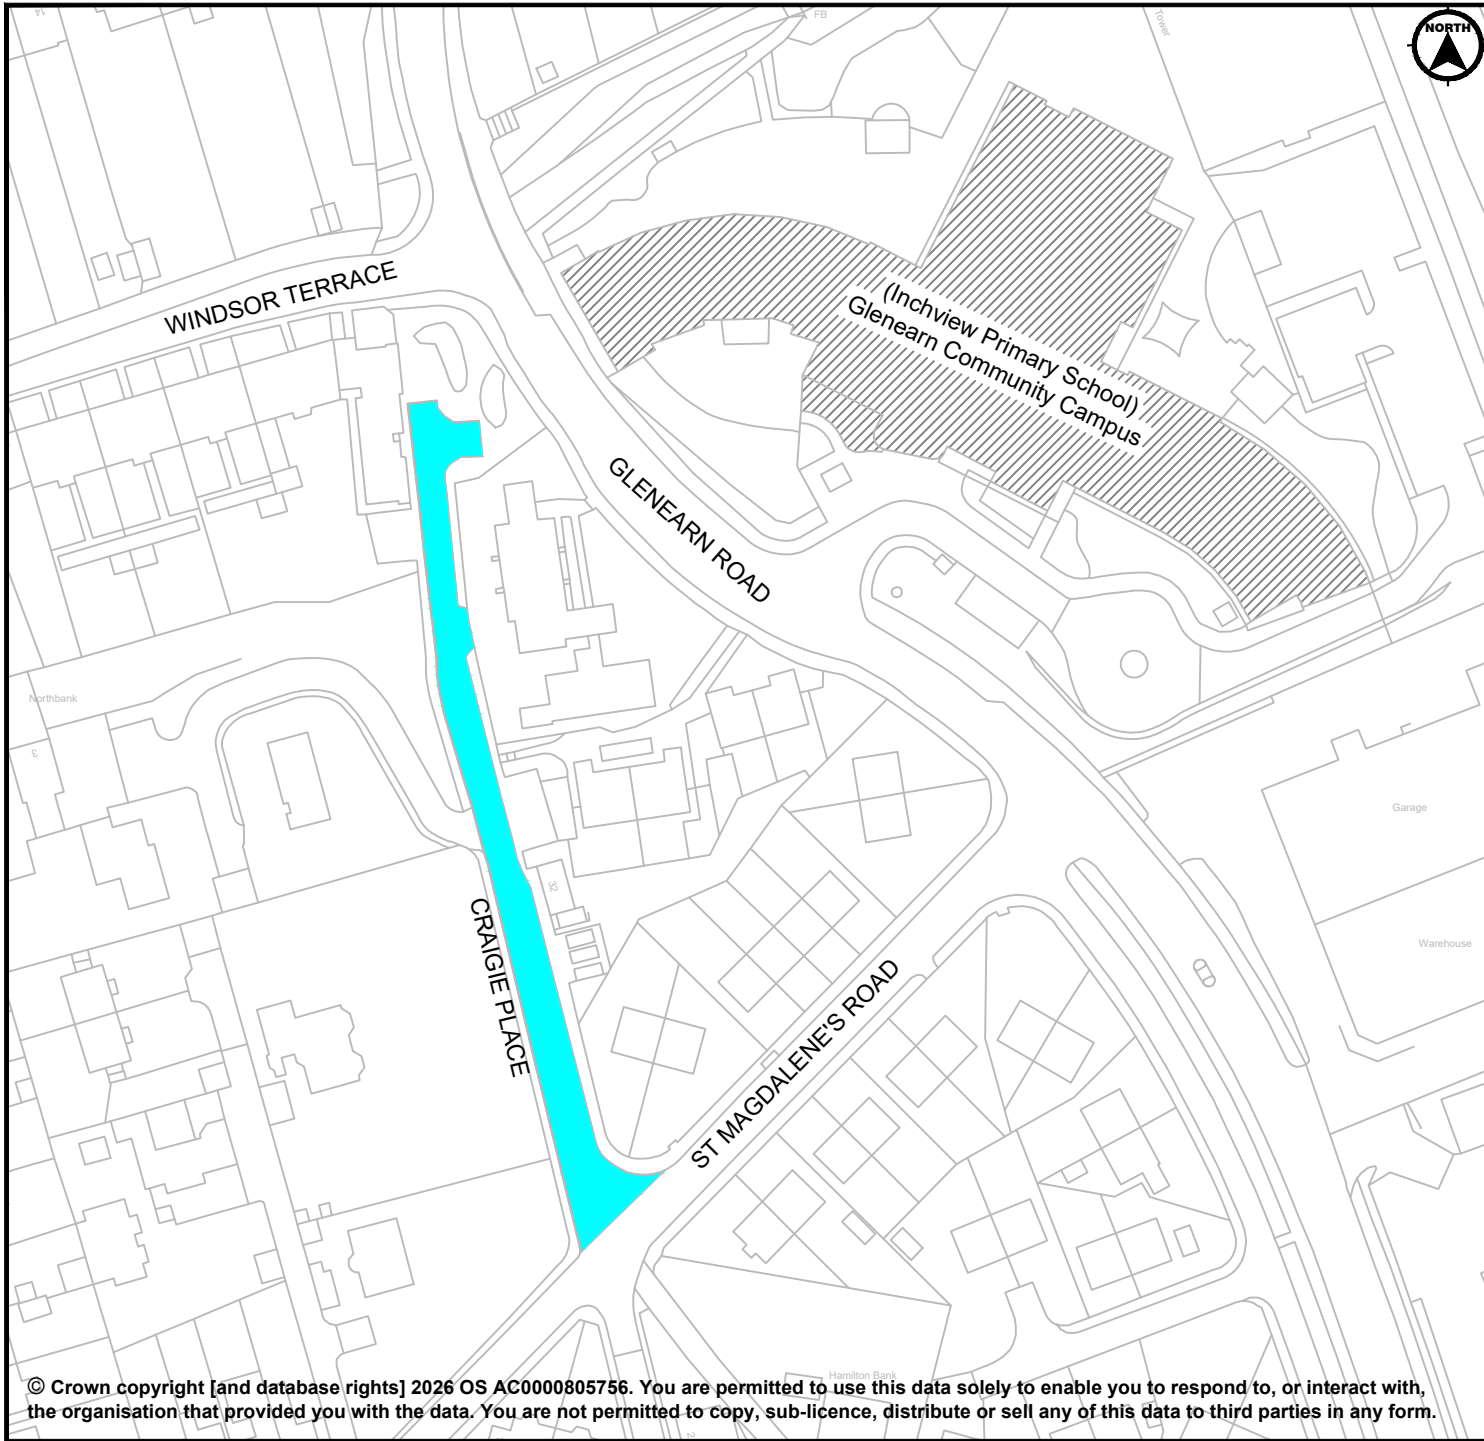 14
FB
Tower
NORTH
WINDSOR TERRACE
(Inchview Primary School)
Glenearn Community Campus
GLENEARN ROAD
Northbank
3
Garage
32
CRAIGIE PLACE
Warehouse
ST MAGDALENE'S ROAD
Hamilton Bank
© Crown copyright [and database rights] 2026 OS AC0000805756. You are permitted to use this data solely to enable you to respond to, or interact with,
the organisation that provided you with the data. You are not permitted to copy, sub-licence, distribute or sell any of this data to third parties in any form.
2